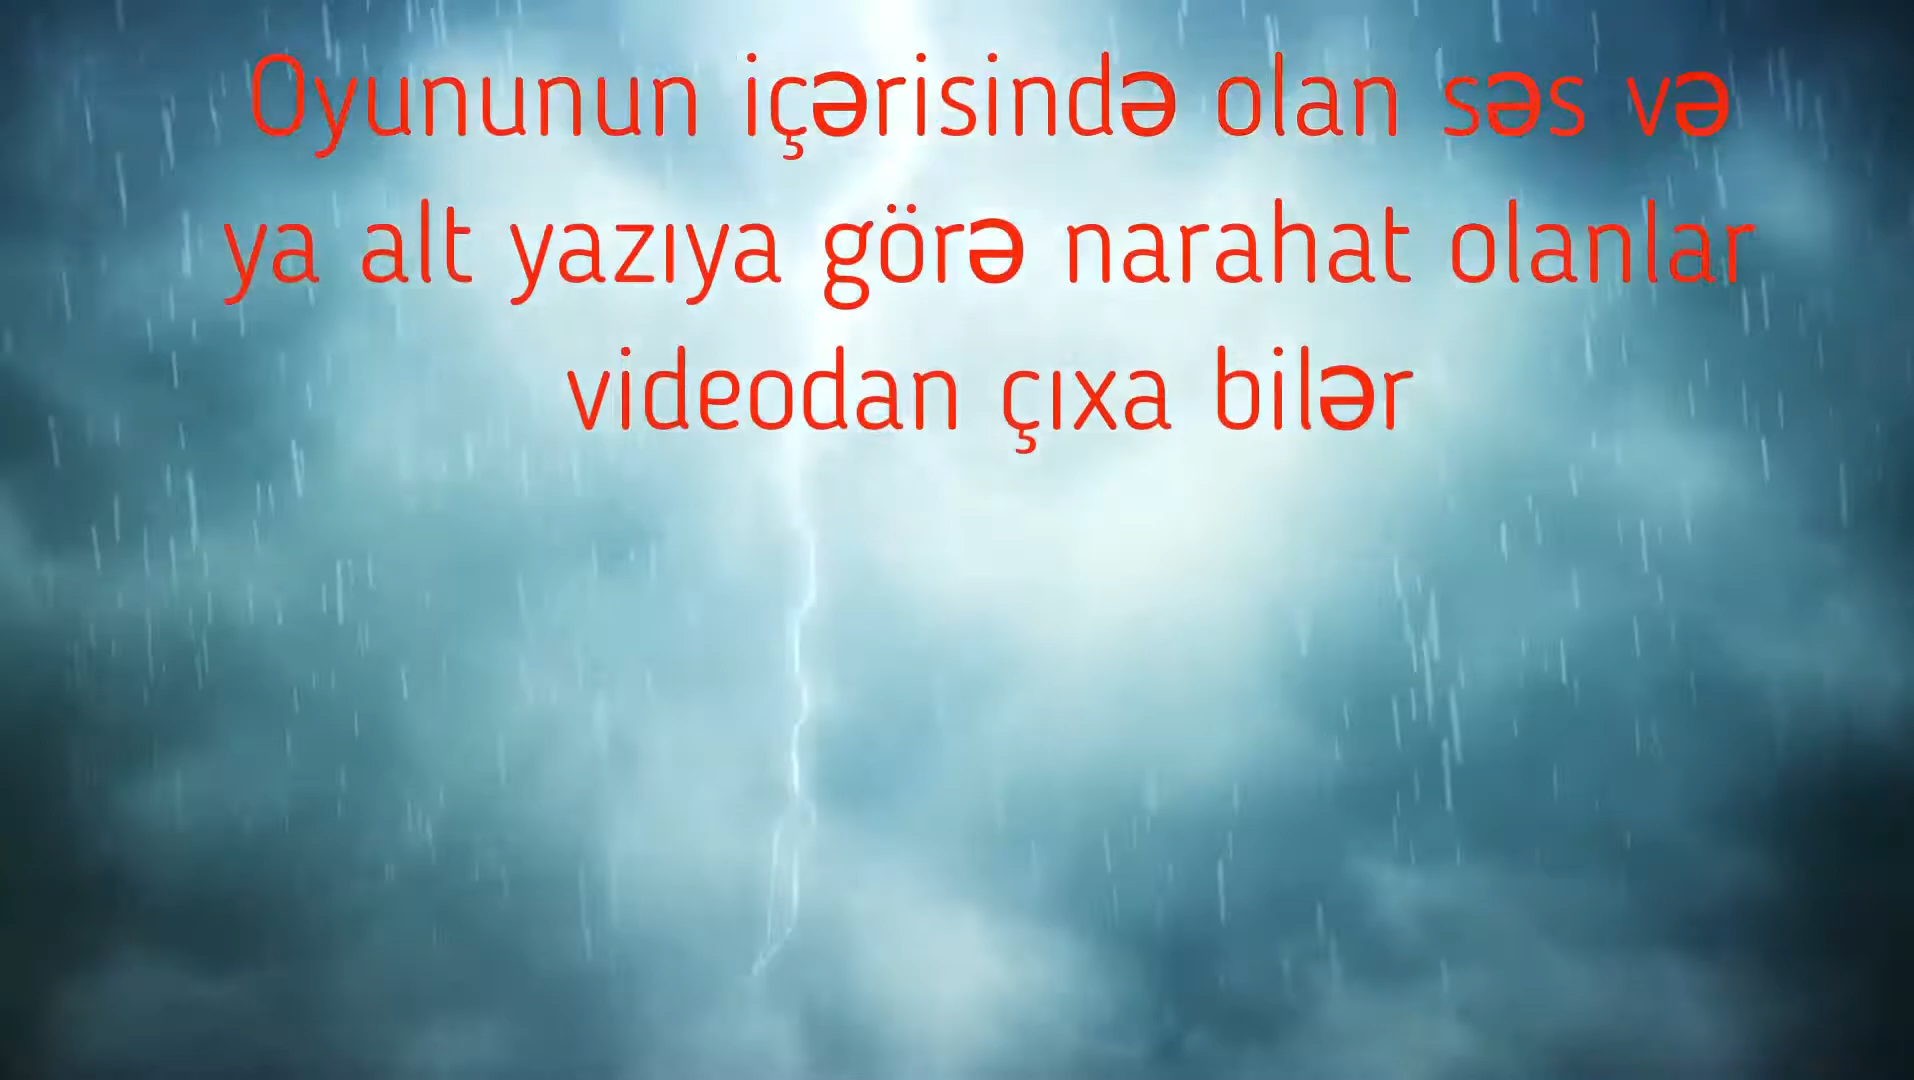 Oyununun içərisində olan səs və
ya alt yazıya görə narahat olanlar
videodan çıxa bilər